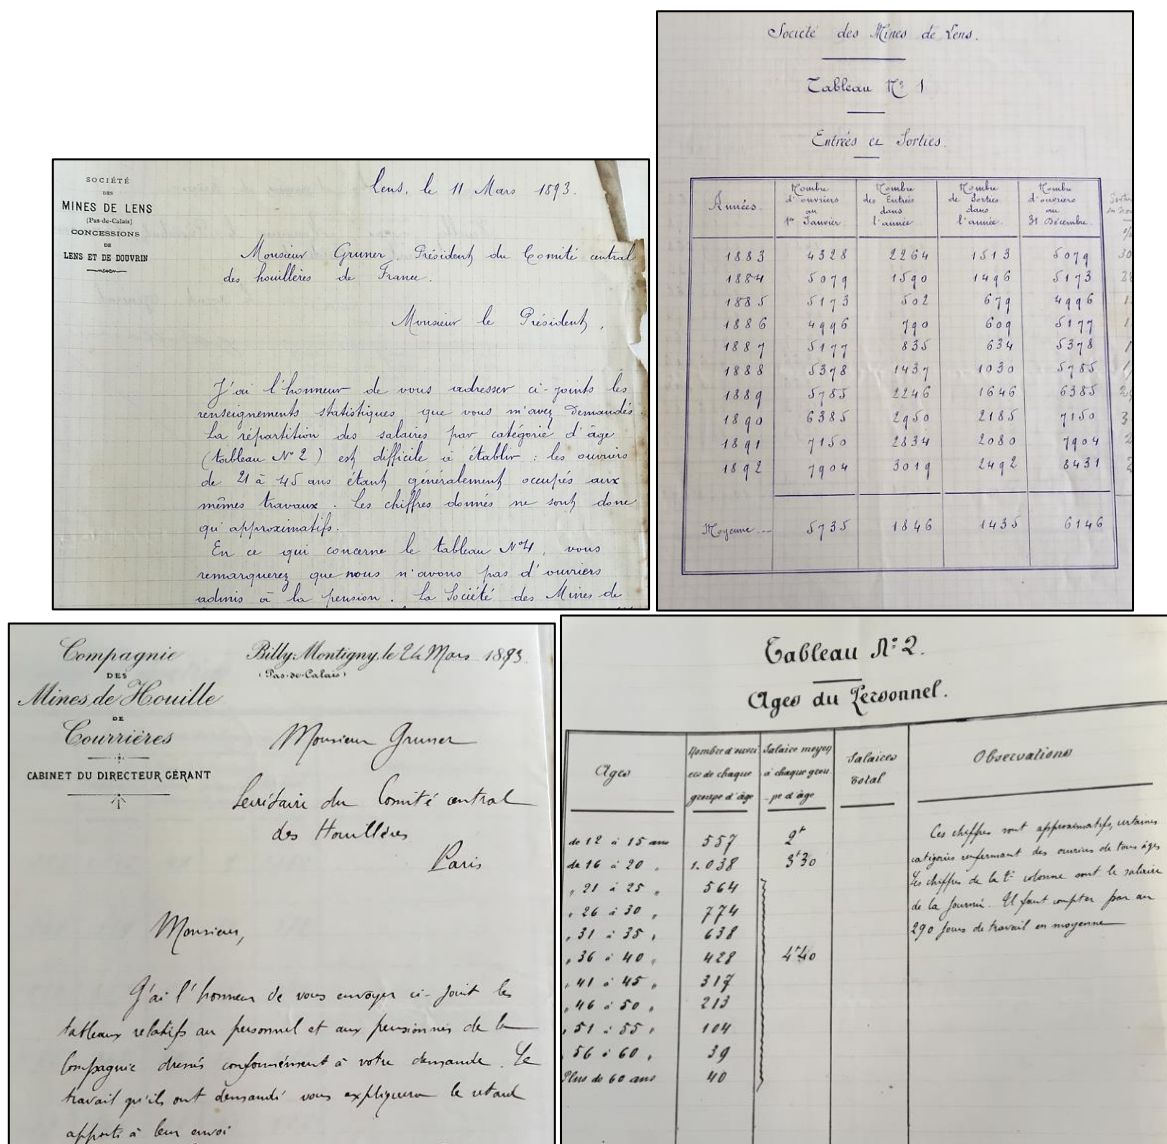 SOCIÉTÉ
DES
MINES DE LENS
(Pas-de-Calais)
CONCESSIONS
DE
LENS ET DE DOUVRIN
Lens, le 11 Mars 1893.
Monsieur Gruner Président du Comité central
des houillères de France.
Monsieur le Président,
J'ai l'honneur de vous adresser ci-joints les
renseignements statistiques que vous m'avez demandés
La répartition des salaires par catégorie d'âge
(tableau N° 2) est difficile à établir : les ouvriers
de 21 à 45 ans étant généralement occupés aux
mêmes travaux. Les chiffres donnés ne sont donc
qu'approximatifs.
En ce qui concerne le tableau N°4, vous
remarquerez que nous n'avons pas d'ouvriers
admis à la pension. La Société des Mines de
Société des Mines de Lens.
Tableau N° 1
Entrées et Sorties.
Années. Nombre d'ouvriers au 1er Janvier Nombre des Entrées dans l'année. Nombre de Sorties dans l'année. Nombre d'ouvriers au 31 Décembre.
1883 4328 2264 1513 5079 30
1884 5079 1590 1496 5173 28
1885 5173 502 679 4996 1
1886 4996 790 609 5177 1
1887 5177 835 634 5378 1
1888 5378 1437 1030 5785 1
1889 5785 2246 1646 6385 2
1890 6385 2950 2185 7150 3
1891 7150 2834 2080 7904 2
1892 7904 3019 2492 8431 2
Moyenne 5735 1846 1435 6146
Compagnie
DES
Mines de Houille
DE
Courrières
CABINET DU DIRECTEUR GÉRANT
Billy-Montigny, le 24 Mars 1893.
(Pas-de-Calais)
Monsieur Gruner
Secrétaire du Comité central
des Houillères
Paris
Monsieur,
J'ai l'honneur de vous envoyer ci-joint les
tableaux relatifs au personnel et aux pensionnés de la
Compagnie dressés conformément à votre demande. Le
travail qu'ils ont demandé vous expliquera le retard
apporté à leur envoi
Tableau N° 2.
Ages du Personnel.
Ages Nombre d'ouvriers de chaque groupe d'âge Salaire moyen à chaque groupe d'âge Salaires total Observations
de 12 à 15 ans 557 2f
de 16 à 20 " 1.038 3f30
" 21 à 25 " 564
" 26 à 30 " 774
" 31 à 35 " 638
" 36 à 40 " 428 4f40
" 41 à 45 " 317
" 46 à 50 " 213
" 51 à 55 " 104
" 56 à 60 " 39
Plus de 60 ans 40
Ces chiffres sont approximatifs, certaines
catégories renfermant des ouvriers de tous âges
Les chiffres de la 2e colonne sont le salaire
de la journée. Il faut compter par an
290 jours de travail en moyenne